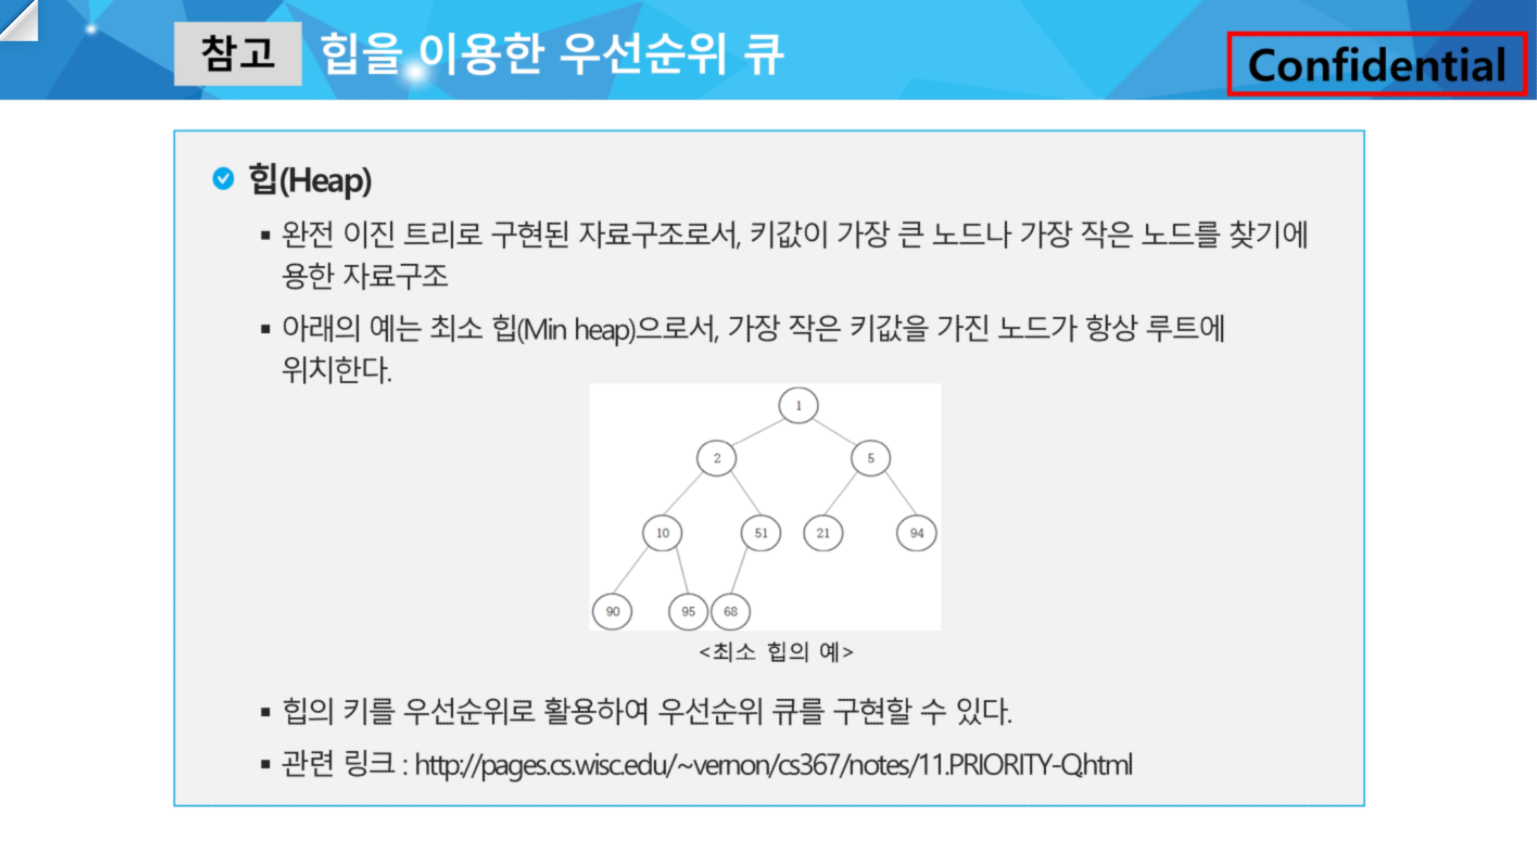 참고 힙을 이용한 우선순위 큐
Confidential
힙(Heap)
▪ 완전 이진 트리로 구현된 자료구조로서, 키값이 가장 큰 노드나 가장 작은 노드를 찾기에
용한 자료구조
▪ 아래의 예는 최소 힙(Min heap)으로서, 가장 작은 키값을 가진 노드가 항상 루트에
위치한다.
1
2 5
10 51 21 94
90 95 68
<최소 힙의 예>
▪ 힙의 키를 우선순위로 활용하여 우선순위 큐를 구현할 수 있다.
▪ 관련 링크 : http://pages.cs.wisc.edu/~vernon/cs367/notes/11.PRIORITY-Q.html